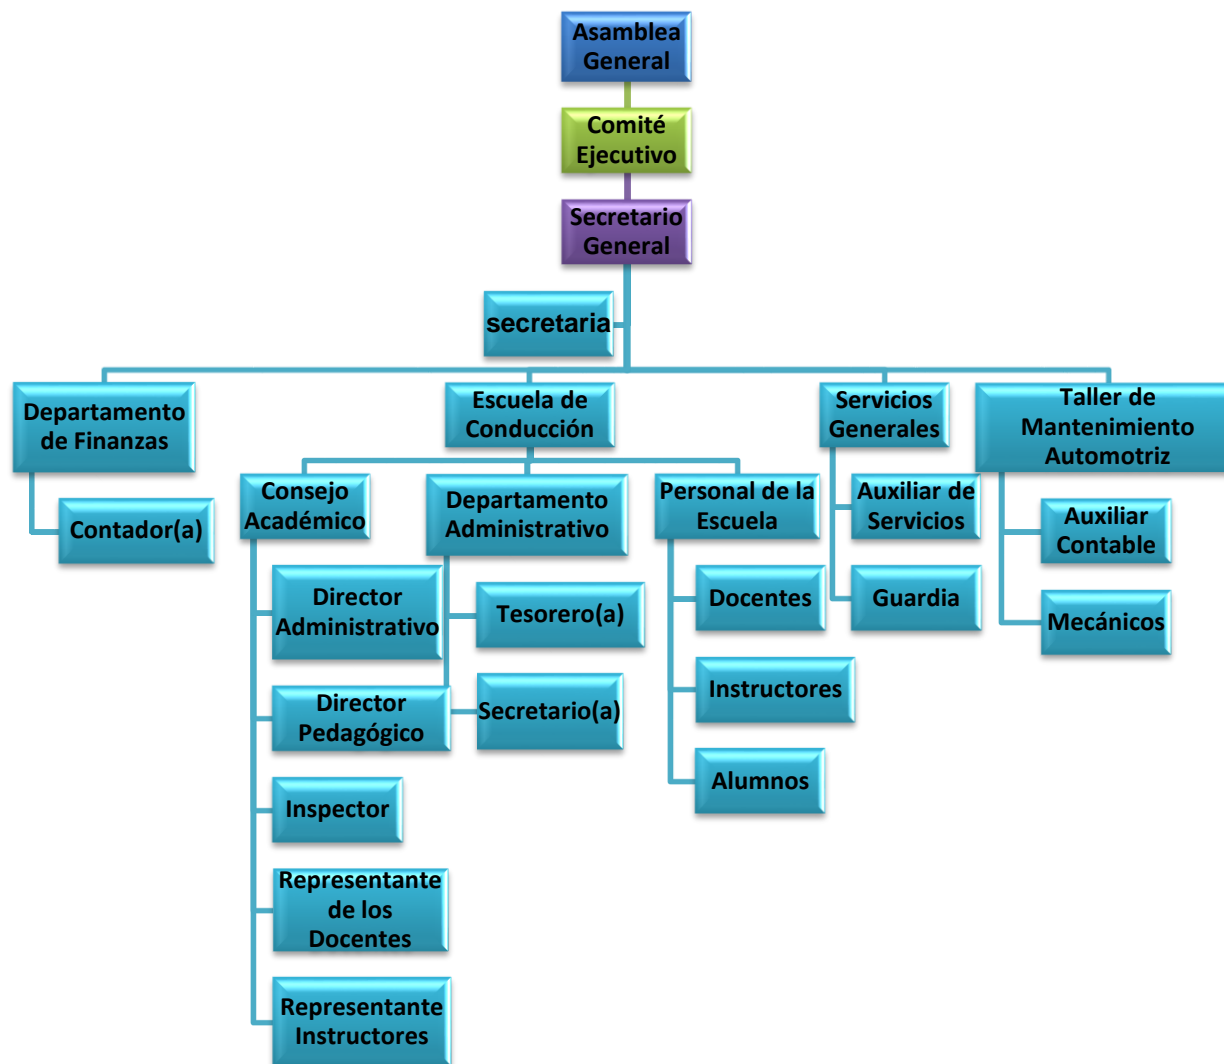 Asamblea
General
Comité
Ejecutivo
Secretario
General
secretaria
Departamento
de Finanzas
Contador(a)
Escuela de
Conducción
Consejo
Académico
Director
Administrativo
Director
Pedagógico
Inspector
Representante
de los
Docentes
Representante
Instructores
Departamento
Administrativo
Tesorero(a)
Secretario(a)
Personal de la
Escuela
Docentes
Instructores
Alumnos
Servicios
Generales
Auxiliar de
Servicios
Guardia
Taller de
Mantenimiento
Automotriz
Auxiliar
Contable
Mecánicos